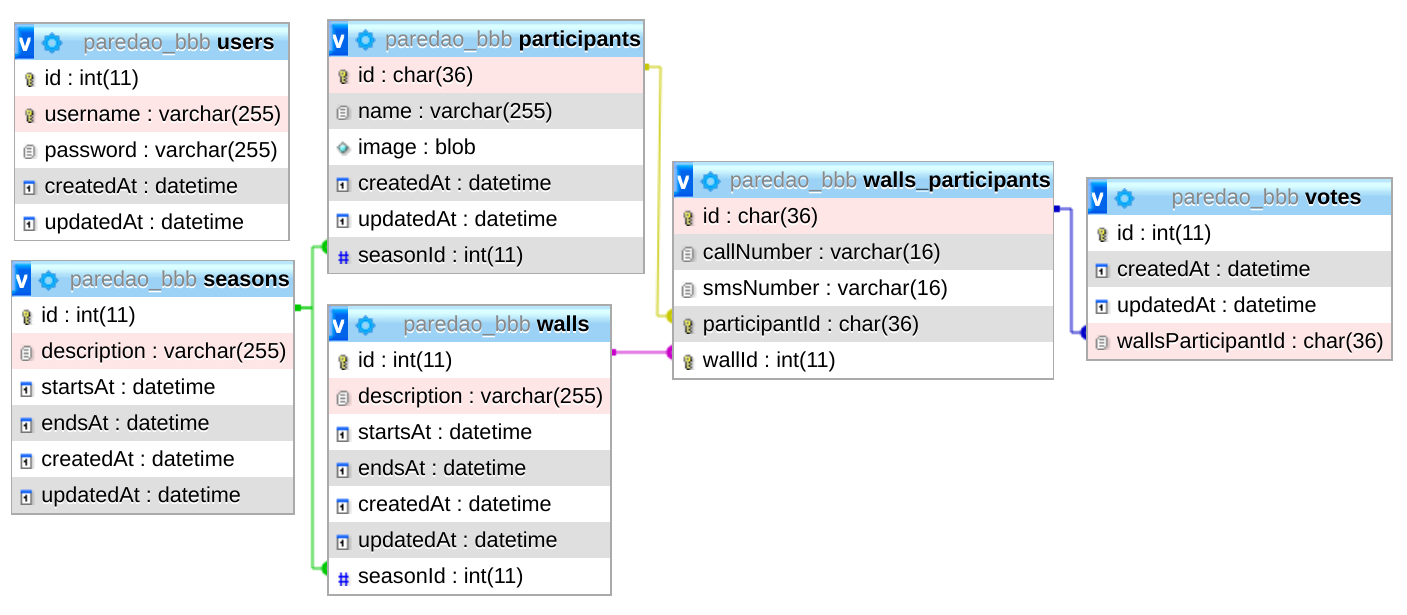 v paredao_bbb users
id : int(11)
username : varchar(255)
password : varchar(255)
createdAt : datetime
updatedAt : datetime
v paredao_bbb seasons
id : int(11)
description : varchar(255)
startsAt : datetime
endsAt : datetime
createdAt : datetime
updatedAt : datetime
v paredao_bbb participants
id : char(36)
name : varchar(255)
image : blob
createdAt : datetime
updatedAt : datetime
# seasonId : int(11)
v paredao_bbb walls
id : int(11)
description : varchar(255)
startsAt : datetime
endsAt : datetime
createdAt : datetime
updatedAt : datetime
# seasonId : int(11)
v paredao_bbb walls_participants
id : char(36)
callNumber : varchar(16)
smsNumber : varchar(16)
participantId : char(36)
wallId : int(11)
v paredao_bbb votes
id : int(11)
createdAt : datetime
updatedAt : datetime
wallsParticipantId : char(36)